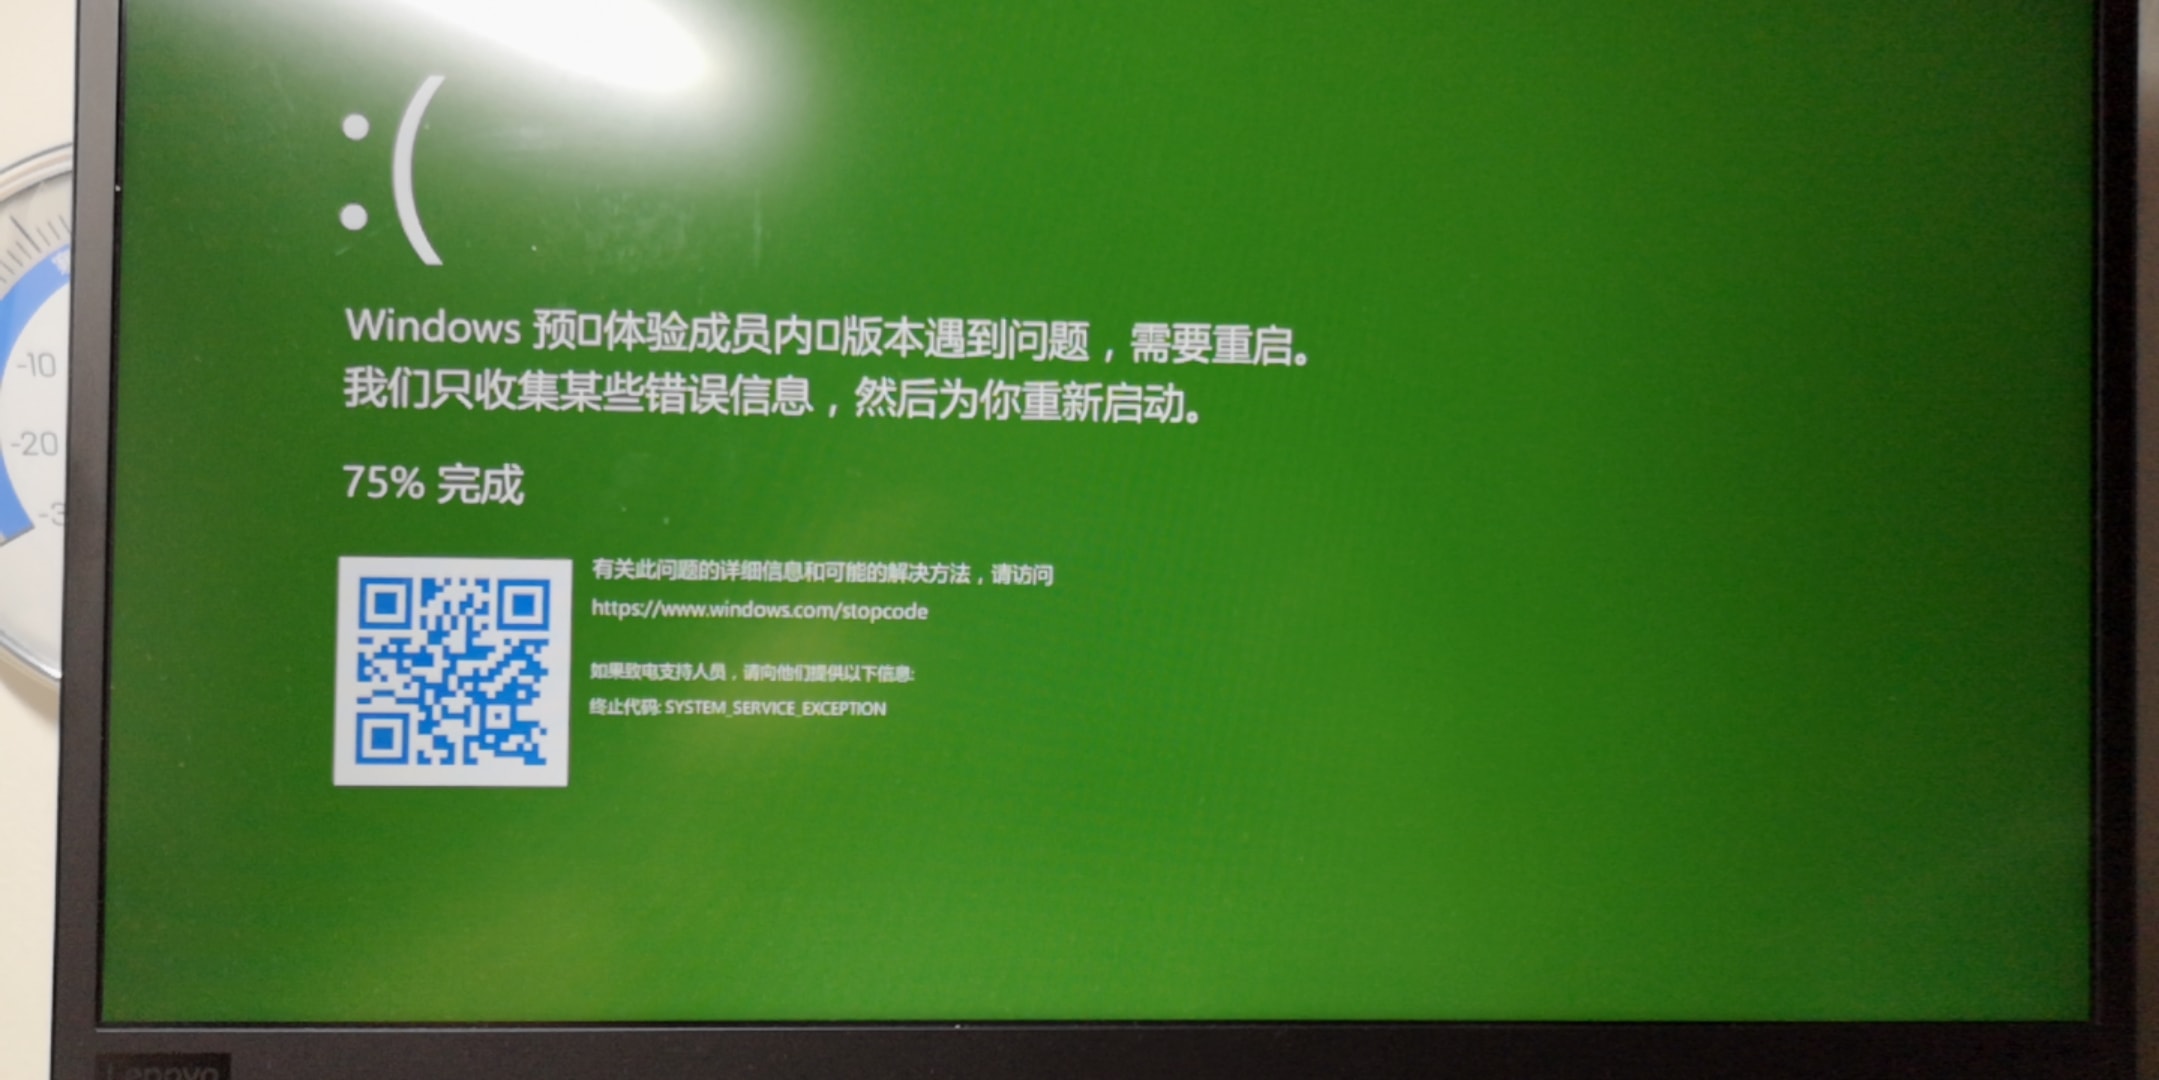 :(
Windows 预▯体验成员内▯版本遇到问题，需要重启。
我们只收集某些错误信息，然后为你重新启动。
75% 完成
有关此问题的详细信息和可能的解决方法，请访问
https://www.windows.com/stopcode
如果致电支持人员，请向他们提供以下信息:
终止代码: SYSTEM_SERVICE_EXCEPTION
-10
-20
Lenovo